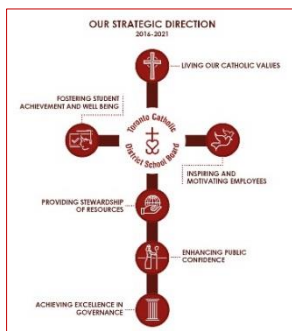 OUR STRATEGIC DIRECTION
2016-2021
LIVING OUR CATHOLIC VALUES
FOSTERING STUDENT
ACHIEVEMENT AND WELL BEING
Toronto Catholic
District School Board
INSPIRING AND
MOTIVATING EMPLOYEES
PROVIDING STEWARDSHIP
OF RESOURCES
ENHANCING PUBLIC
CONFIDENCE
ACHIEVING EXCELLENCE IN
GOVERNANCE